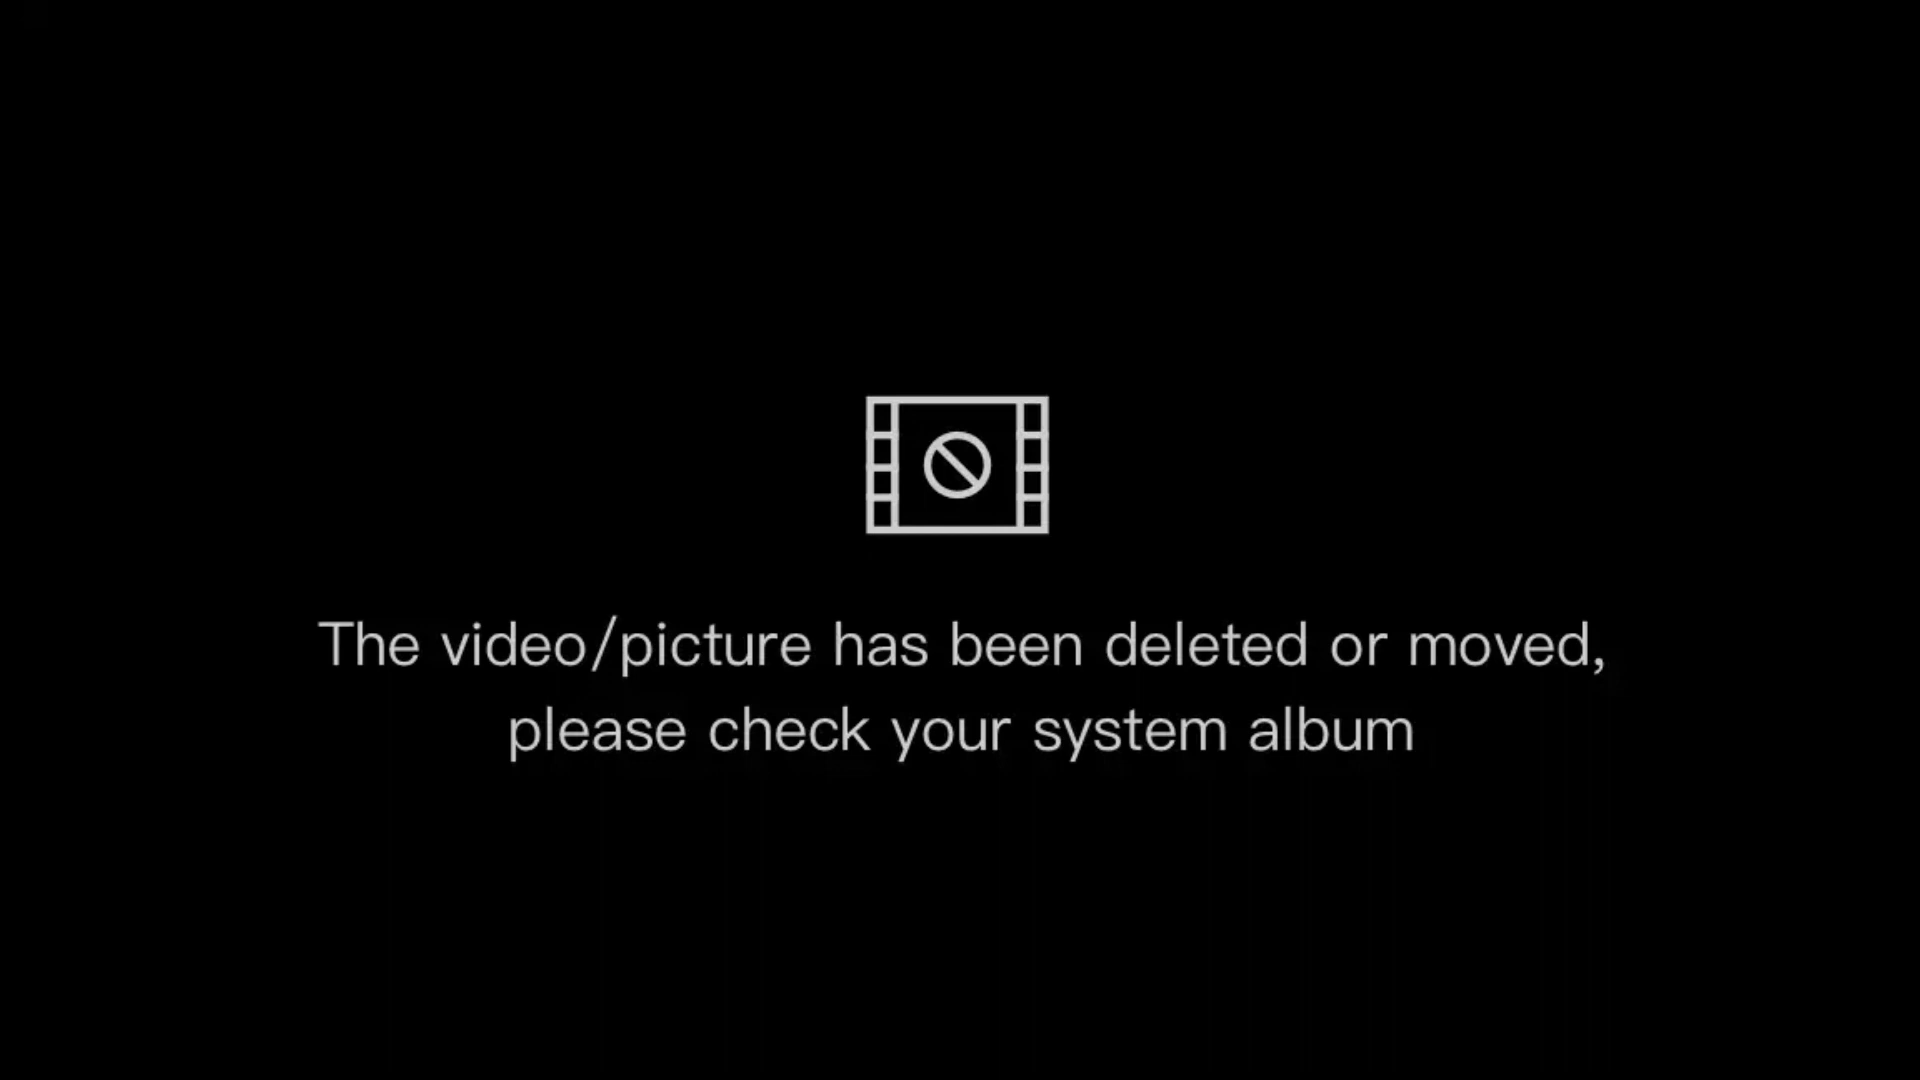 The video/picture has been deleted or moved,
please check your system album